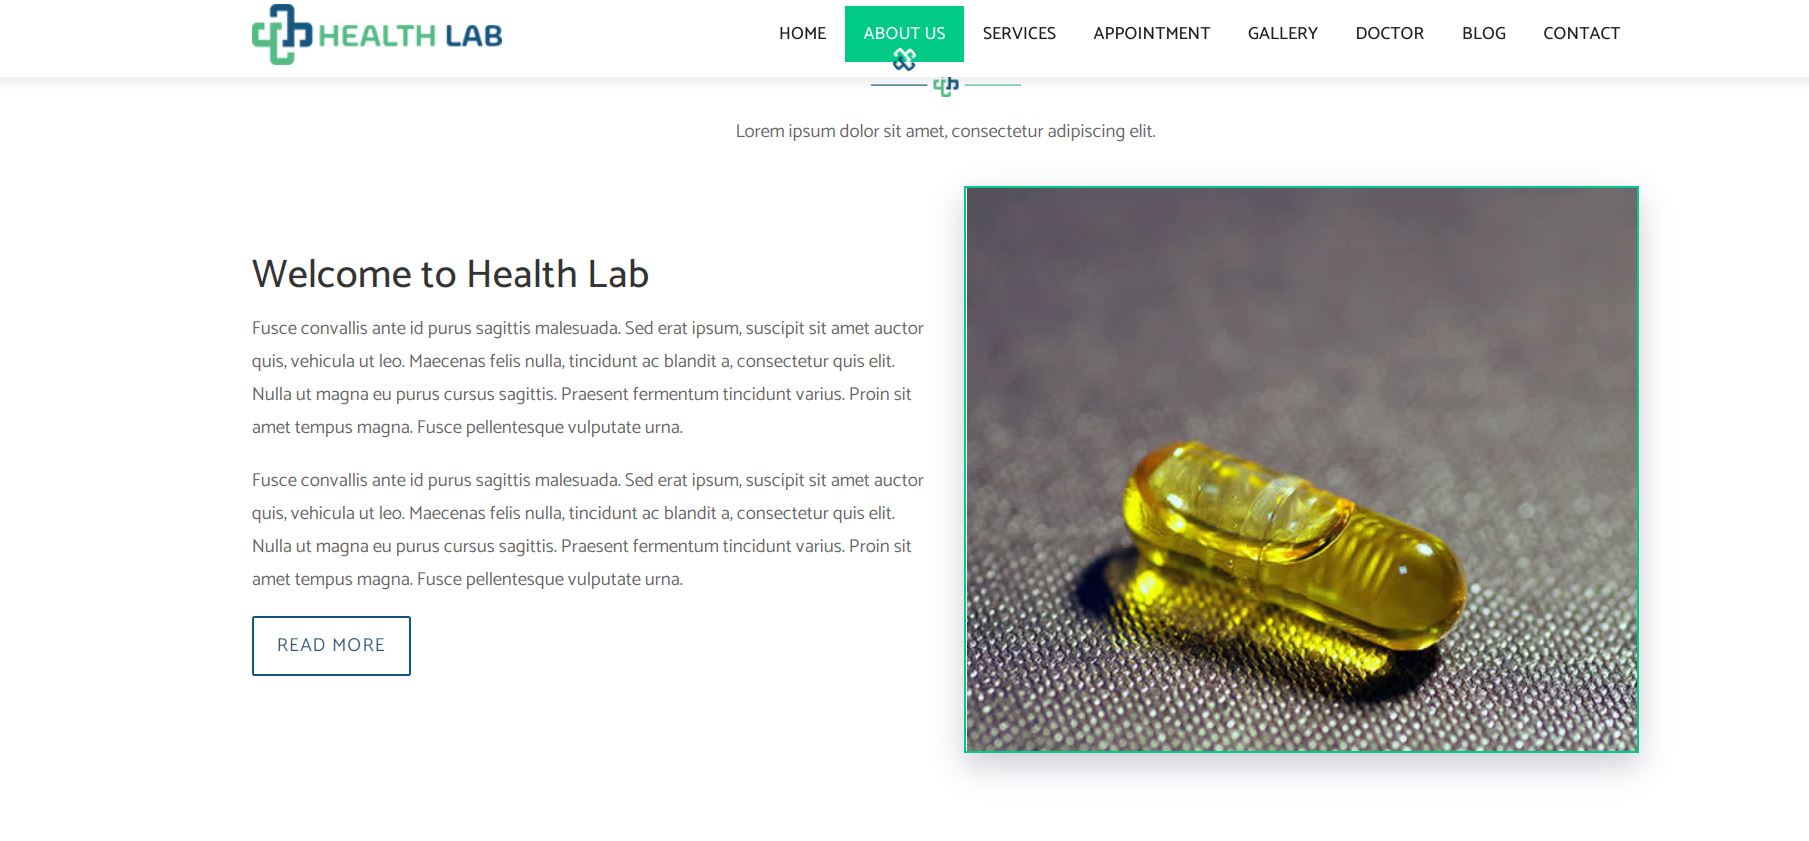 HEALTH LAB
HOME ABOUT US SERVICES APPOINTMENT GALLERY DOCTOR BLOG CONTACT
Lorem ipsum dolor sit amet, consectetur adipiscing elit.
Welcome to Health Lab
Fusce convallis ante id purus sagittis malesuada. Sed erat ipsum, suscipit sit amet auctor
quis, vehicula ut leo. Maecenas felis nulla, tincidunt ac blandit a, consectetur quis elit.
Nulla ut magna eu purus cursus sagittis. Praesent fermentum tincidunt varius. Proin sit
amet tempus magna. Fusce pellentesque vulputate urna.
Fusce convallis ante id purus sagittis malesuada. Sed erat ipsum, suscipit sit amet auctor
quis, vehicula ut leo. Maecenas felis nulla, tincidunt ac blandit a, consectetur quis elit.
Nulla ut magna eu purus cursus sagittis. Praesent fermentum tincidunt varius. Proin sit
amet tempus magna. Fusce pellentesque vulputate urna.
READ MORE